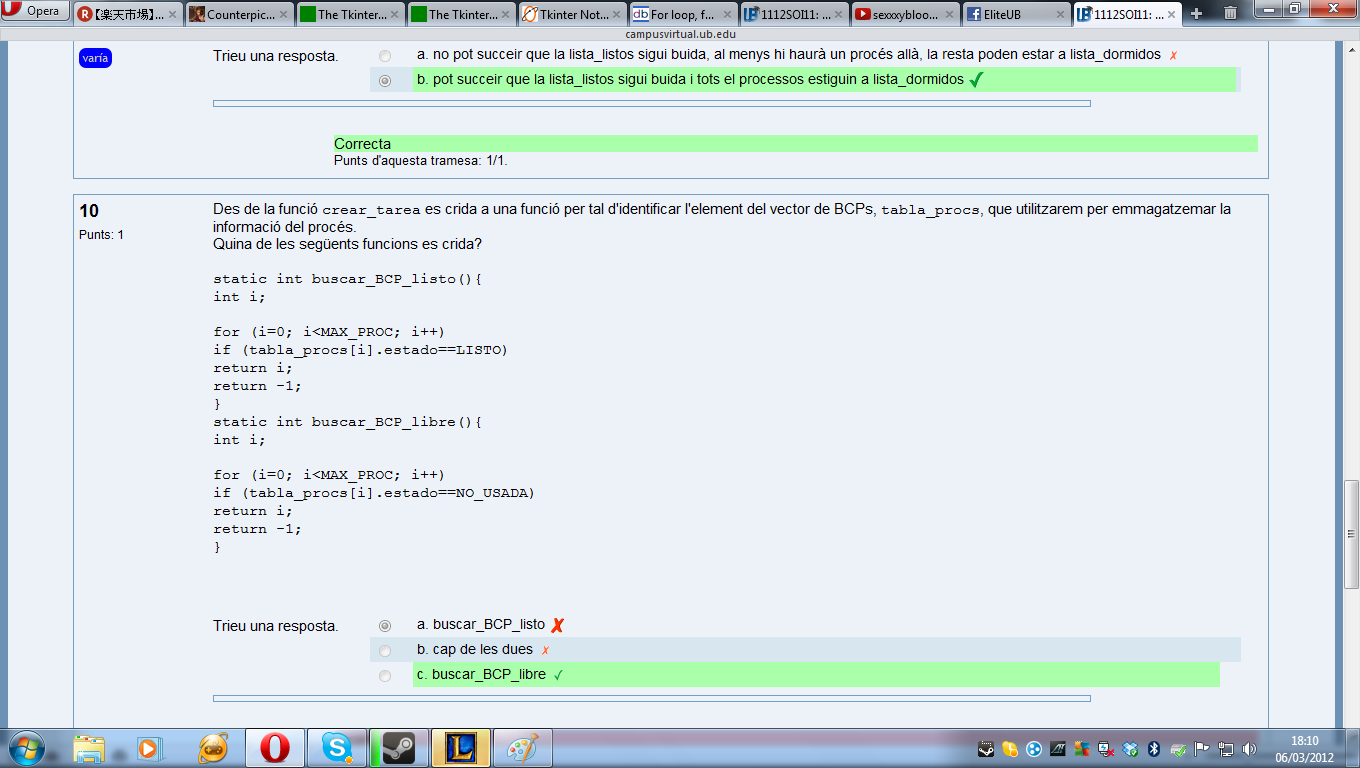 Opera
【楽天市場】...
Counterpic...
The Tkinter...
The Tkinter...
Tkinter Not...
For loop, f...
1112SOI11: ...
sexxxybloo...
EliteUB
1112SOI11: ...
campusvirtual.ub.edu
varía
Trieu una resposta.
a. no pot succeir que la lista_listos sigui buida, al menys hi haurà un procés allà, la resta poden estar a lista_dormidos
b. pot succeir que la lista_listos sigui buida i tots el processos estiguin a lista_dormidos
Correcta
Punts d'aquesta tramesa: 1/1.
10
Punts: 1
Des de la funció crear_tarea es crida a una funció per tal d'identificar l'element del vector de BCPs, tabla_procs, que utilitzarem per emmagatzemar la
informació del procés.
Quina de les següents funcions es crida?
static int buscar_BCP_listo(){
int i;
for (i=0; i<MAX_PROC; i++)
if (tabla_procs[i].estado==LISTO)
return i;
return -1;
}
static int buscar_BCP_libre(){
int i;
for (i=0; i<MAX_PROC; i++)
if (tabla_procs[i].estado==NO_USADA)
return i;
return -1;
}
Trieu una resposta.
a. buscar_BCP_listo
b. cap de les dues
c. buscar_BCP_libre
18:10
06/03/2012